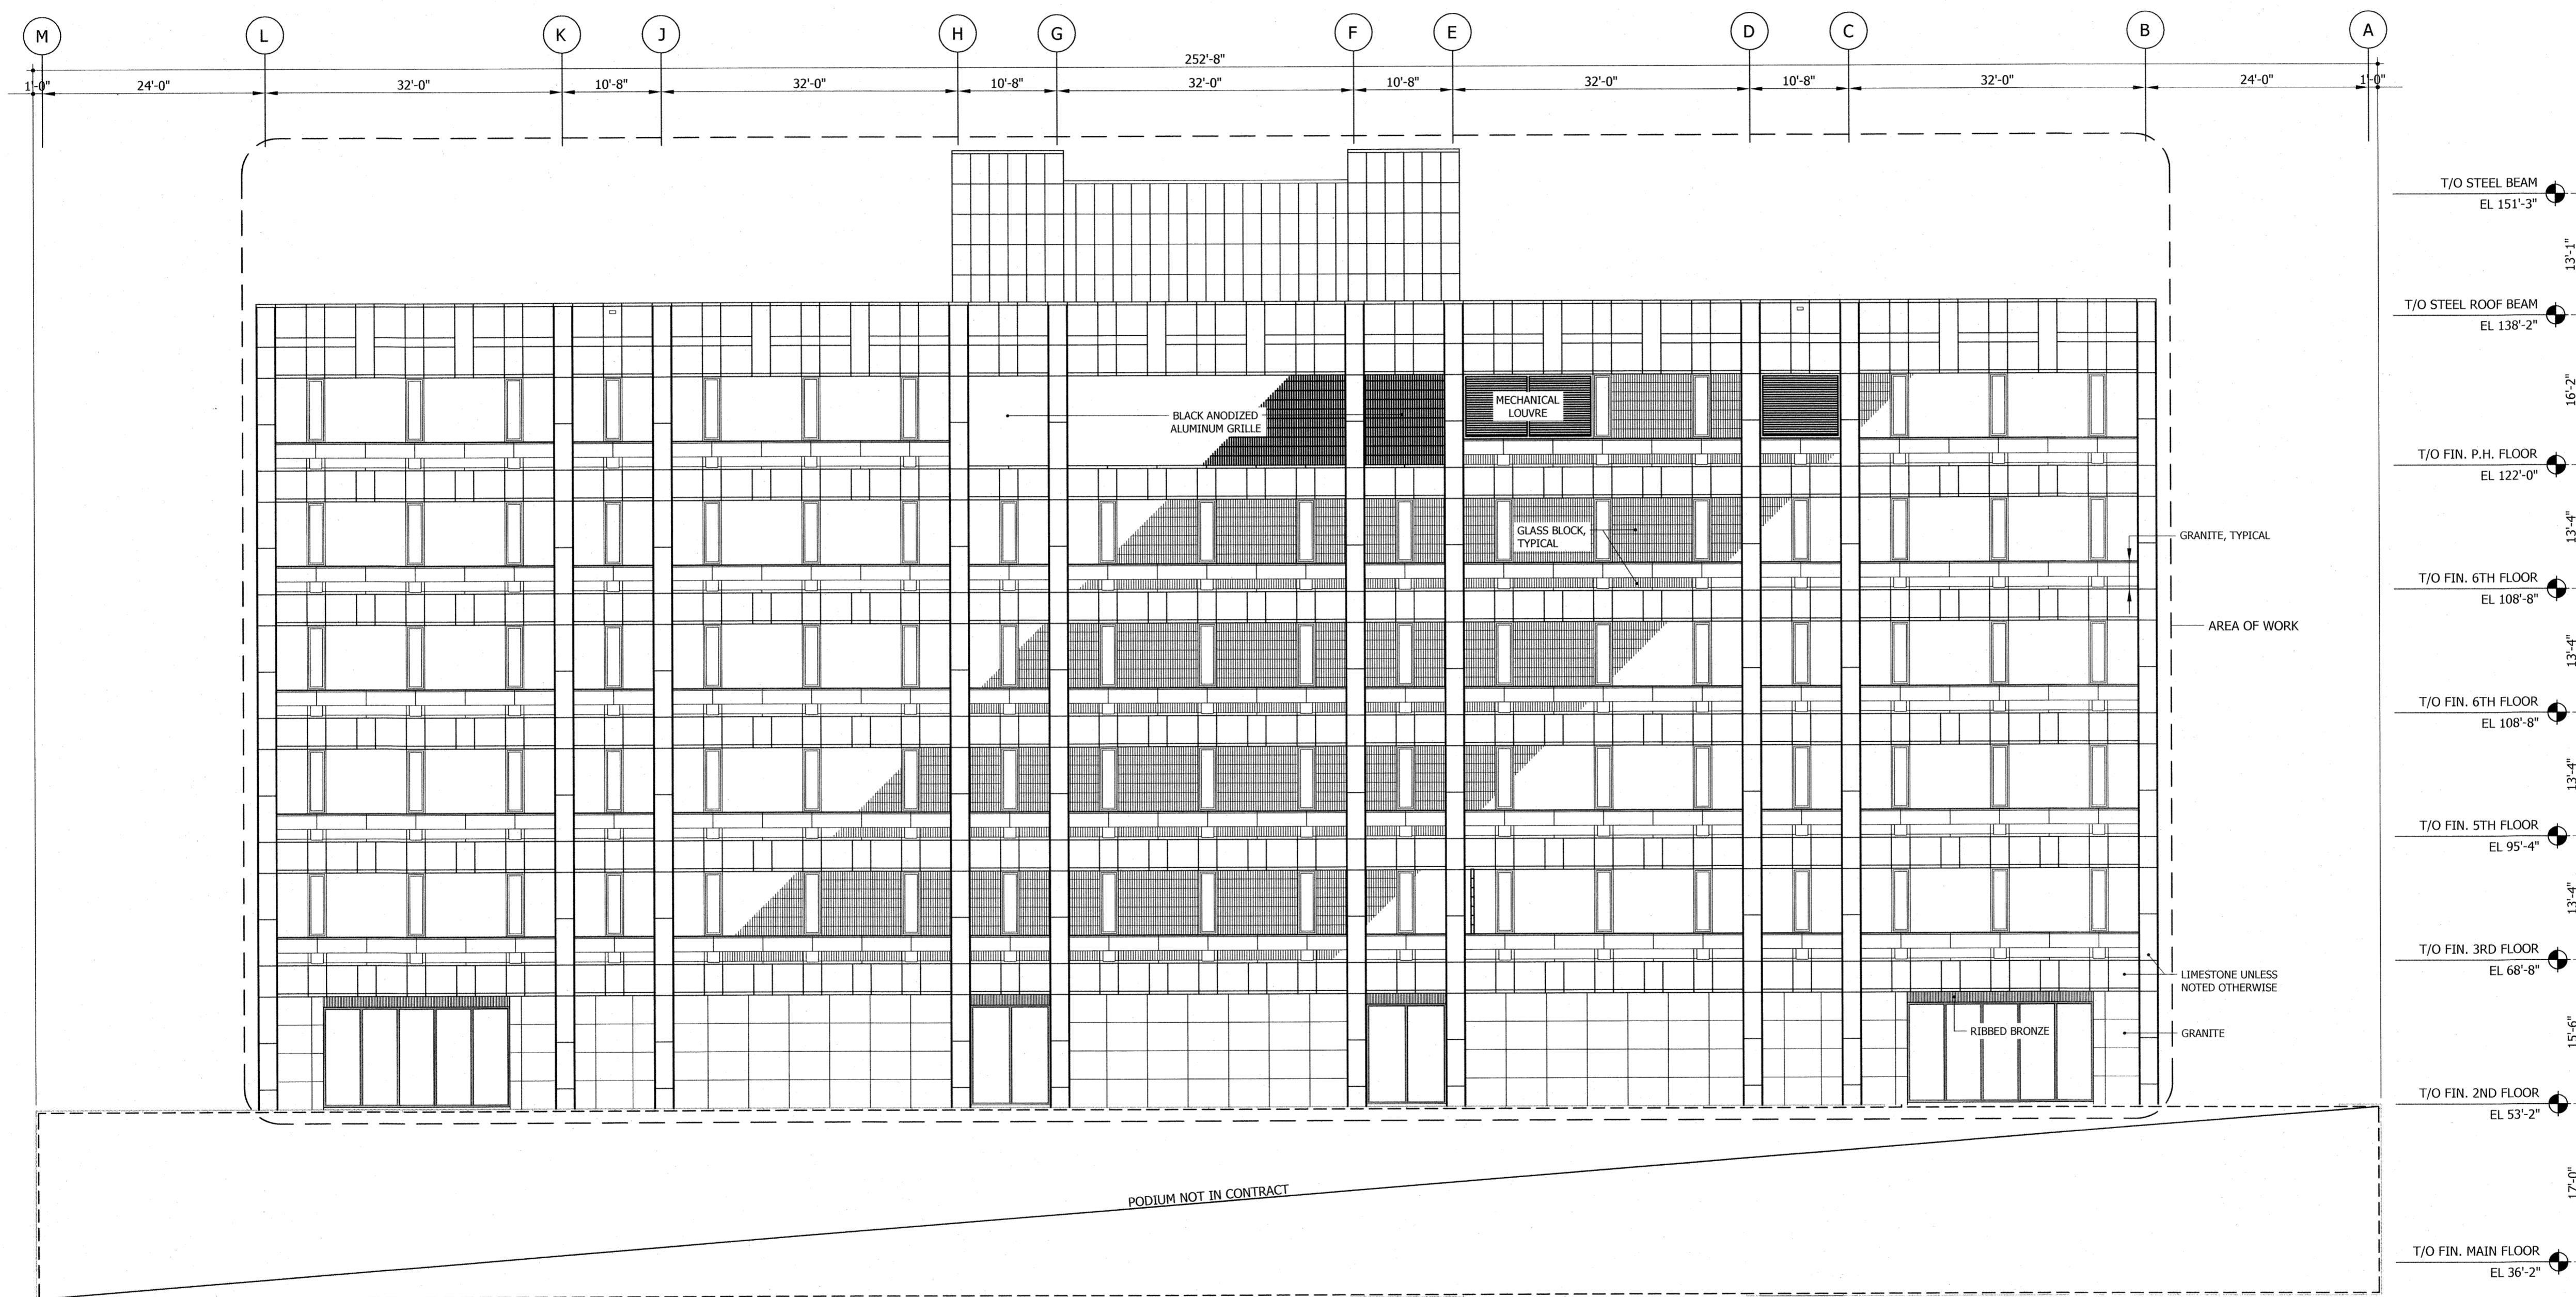 M L K J H G F E D C B A
252'-8"
1'-0" 24'-0" 32'-0" 10'-8" 32'-0" 10'-8" 32'-0" 10'-8" 32'-0" 10'-8" 32'-0" 24'-0" 1'-0"
T/O STEEL BEAM
EL 151'-3"
13'-1"
T/O STEEL ROOF BEAM
EL 138'-2"
16'-2"
MECHANICAL
LOUVRE
BLACK ANODIZED
ALUMINUM GRILLE
T/O FIN. P.H. FLOOR
EL 122'-0"
13'-4"
GLASS BLOCK,
TYPICAL
GRANITE, TYPICAL
T/O FIN. 6TH FLOOR
EL 108'-8"
AREA OF WORK
13'-4"
T/O FIN. 6TH FLOOR
EL 108'-8"
13'-4"
T/O FIN. 5TH FLOOR
EL 95'-4"
13'-4"
T/O FIN. 3RD FLOOR
EL 68'-8"
LIMESTONE UNLESS
NOTED OTHERWISE
RIBBED BRONZE
GRANITE
15'-6"
T/O FIN. 2ND FLOOR
EL 53'-2"
17'-0"
PODIUM NOT IN CONTRACT
T/O FIN. MAIN FLOOR
EL 36'-2"